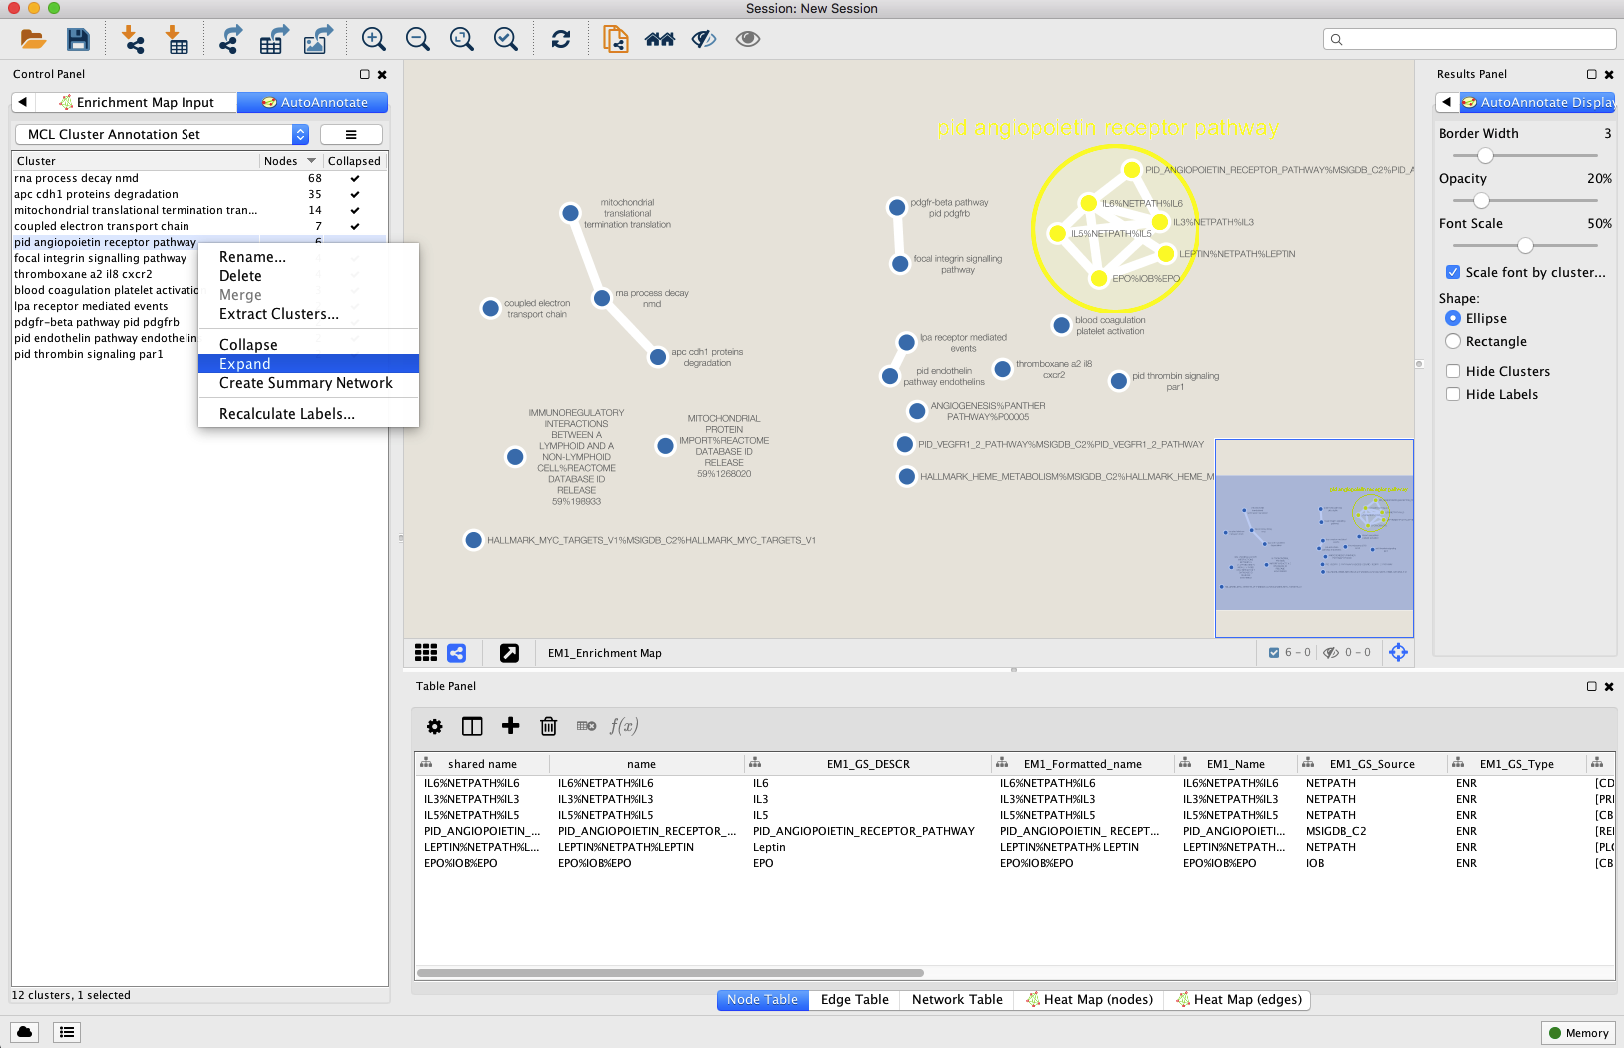 Session: New Session
Control Panel
Enrichment Map Input
AutoAnnotate
MCL Cluster Annotation Set
Cluster Nodes Collapsed
rna process decay nmd 68
apc cdh1 proteins degradation 35
mitochondrial translational termination tran... 14
coupled electron transport chain 7
pid angiopoietin receptor pathway 6
focal integrin signalling pathway
thromboxane a2 il8 cxcr2
blood coagulation platelet activatio
lpa receptor mediated events
pdgfr-beta pathway pid pdgfrb
pid endothelin pathway endothelin
pid thrombin signaling par1
Rename...
Delete
Merge
Extract Clusters...
Collapse
Expand
Create Summary Network
Recalculate Labels...
12 clusters, 1 selected
pid angiopoietin receptor pathway
PID_ANGIOPOIETIN_RECEPTOR_PATHWAY%MSIGDB_C2%PID_A
IL6%NETPATH%IL6
IL3%NETPATH%IL3
IL5%NETPATH%IL5
LEPTIN%NETPATH%LEPTIN
EPO%IOB%EPO
mitochondrial
translational
termination translation
pdgfr-beta pathway
pid pdgfrb
focal integrin signalling
pathway
coupled electron
transport chain
rna process decay
nmd
apc cdh1 proteins
degradation
blood coagulation
platelet activation
lpa receptor mediated
events
pid endothelin
pathway endothelins
thromboxane a2 il8
cxcr2
pid thrombin signaling
par1
ANGIOGENESIS%PANTHER
PATHWAY%P00005
PID_VEGFR1_2_PATHWAY%MSIGDB_C2%PID_VEGFR1_2_PATHWAY
HALLMARK_HEME_METABOLISM%MSIGDB_C2%HALLMARK_HEME_M
IMMUNOREGULATORY
INTERACTIONS
BETWEEN A
LYMPHOID AND A
NON-LYMPHOID
CELL%REACTOME
DATABASE ID
RELEASE
59%198933
MITOCHONDRIAL
PROTEIN
IMPORT%REACTOME
DATABASE ID
RELEASE
59%1268020
HALLMARK_MYC_TARGETS_V1%MSIGDB_C2%HALLMARK_MYC_TARGETS_V1
EM1_Enrichment Map
6 - 0
0 - 0
Results Panel
AutoAnnotate Display
Border Width 3
Opacity 20%
Font Scale 50%
Scale font by cluster...
Shape:
Ellipse
Rectangle
Hide Clusters
Hide Labels
Table Panel
f(x)
shared name name EM1_GS_DESCR EM1_Formatted_name EM1_Name EM1_GS_Source EM1_GS_Type
IL6%NETPATH%IL6 IL6%NETPATH%IL6 IL6 IL6%NETPATH%IL6 IL6%NETPATH%IL6 NETPATH ENR [CD
IL3%NETPATH%IL3 IL3%NETPATH%IL3 IL3 IL3%NETPATH%IL3 IL3%NETPATH%IL3 NETPATH ENR [PRI
IL5%NETPATH%IL5 IL5%NETPATH%IL5 IL5 IL5%NETPATH%IL5 IL5%NETPATH%IL5 NETPATH ENR [CB
PID_ANGIOPOIETIN_... PID_ANGIOPOIETIN_RECEPTOR_... PID_ANGIOPOIETIN_RECEPTOR_PATHWAY PID_ANGIOPOIETIN_ RECEPT... PID_ANGIOPOIETI... MSIGDB_C2 ENR [REI
LEPTIN%NETPATH%L... LEPTIN%NETPATH%LEPTIN Leptin LEPTIN%NETPATH% LEPTIN LEPTIN%NETPATH... NETPATH ENR [PLC
EPO%IOB%EPO EPO%IOB%EPO EPO EPO%IOB%EPO EPO%IOB%EPO IOB ENR [CB
Node Table
Edge Table
Network Table
Heat Map (nodes)
Heat Map (edges)
Memory